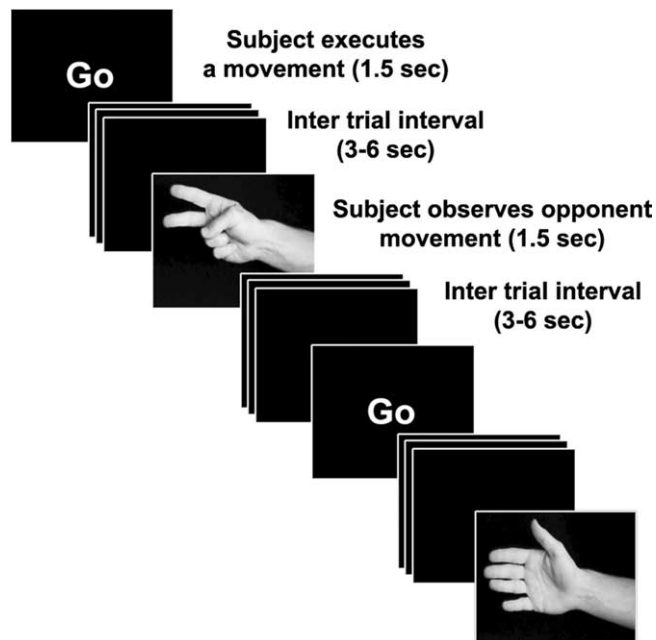 Go
Subject executes
a movement (1.5 sec)
Inter trial interval
(3-6 sec)
Subject observes opponent
movement (1.5 sec)
Inter trial interval
(3-6 sec)
Go